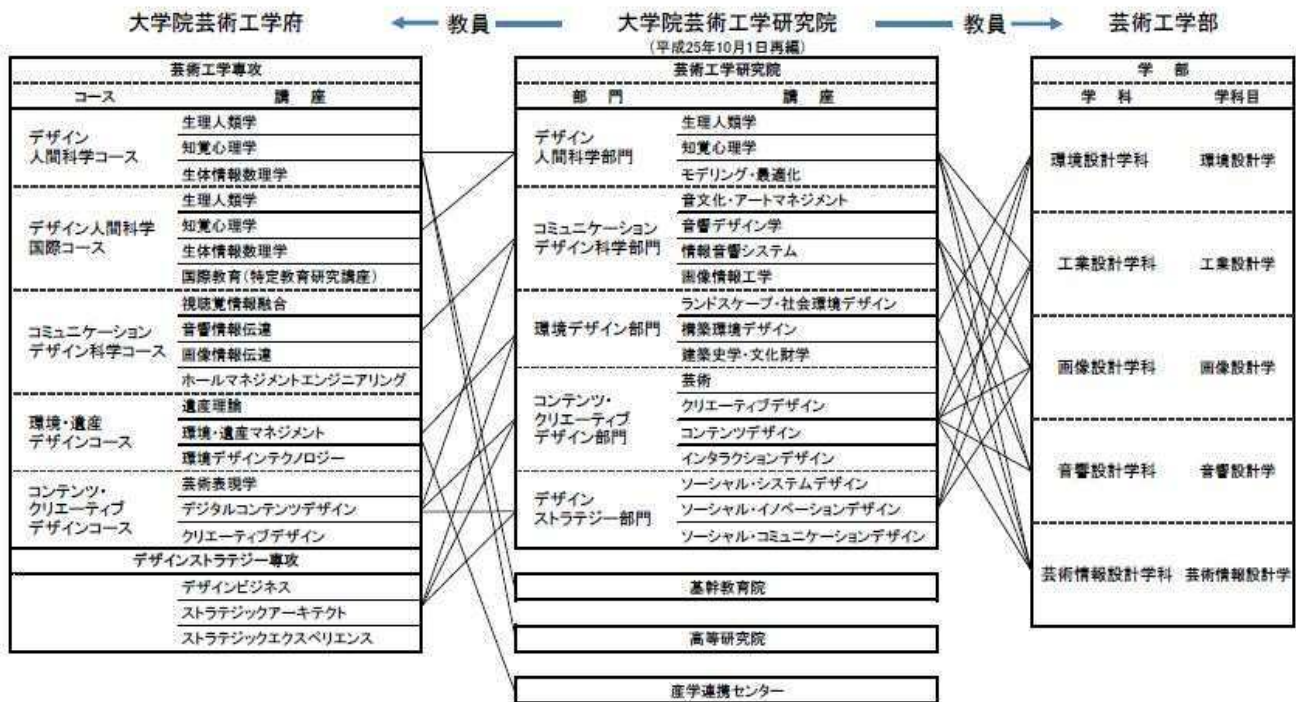 大学院芸術工学府 教員 大学院芸術工学研究院 教員 芸術工学部
(平成25年10月1日再編)
芸術工学専攻
コース 講座
デザイン
人間科学コース
生理人類学
知覚心理学
生体情報数理学
デザイン人間科学
国際コース
生理人類学
知覚心理学
生体情報数理学
国際教育(特定教育研究講座)
コミュニケーション
デザイン科学コース
視聴覚情報融合
音響情報伝達
画像情報伝達
ホールマネジメントエンジニアリング
環境・遺産
デザインコース
遺産理論
環境・遺産マネジメント
環境デザインテクノロジー
コンテンツ・
クリエーティブ
デザインコース
芸術表現学
デジタルコンテンツデザイン
クリエーティブデザイン
デザインストラテジー専攻
デザインビジネス
ストラテジックアーキテクト
ストラテジックエクスペリエンス
芸術工学研究院
部門 講座
デザイン
人間科学部門
生理人類学
知覚心理学
モデリング・最適化
コミュニケーション
デザイン科学部門
音文化・アートマネジメント
音響デザイン学
情報音響システム
画像情報工学
環境デザイン部門
ランドスケープ・社会環境デザイン
構築環境デザイン
建築史学・文化財学
コンテンツ・
クリエーティブ
デザイン部門
芸術
クリエーティブデザイン
コンテンツデザイン
インタラクションデザイン
デザイン
ストラテジー部門
ソーシャル・システムデザイン
ソーシャル・イノベーションデザイン
ソーシャル・コミュニケーションデザイン
基幹教育院
高等研究院
産学連携センター
学部
学科 学科目
環境設計学科 環境設計学
工業設計学科 工業設計学
画像設計学科 画像設計学
音響設計学科 音響設計学
芸術情報設計学科 芸術情報設計学